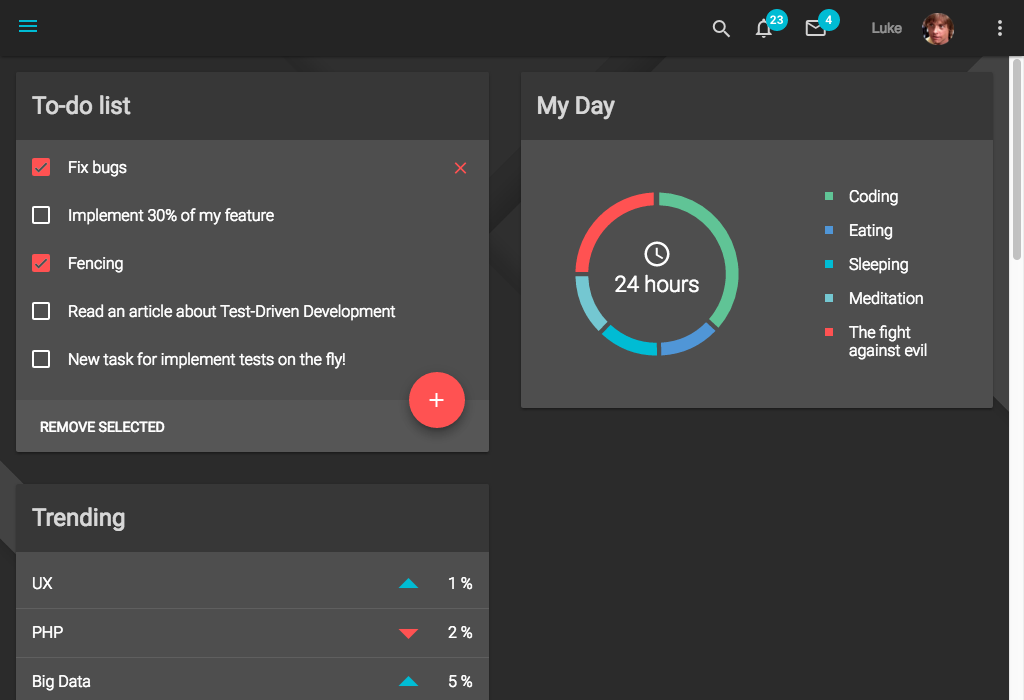 23
4
Luke
To-do list
Fix bugs
Implement 30% of my feature
Fencing
Read an article about Test-Driven Development
New task for implement tests on the fly!
REMOVE SELECTED
My Day
24 hours
Coding
Eating
Sleeping
Meditation
The fight
against evil
Trending
UX 1 %
PHP 2 %
Big Data 5 %